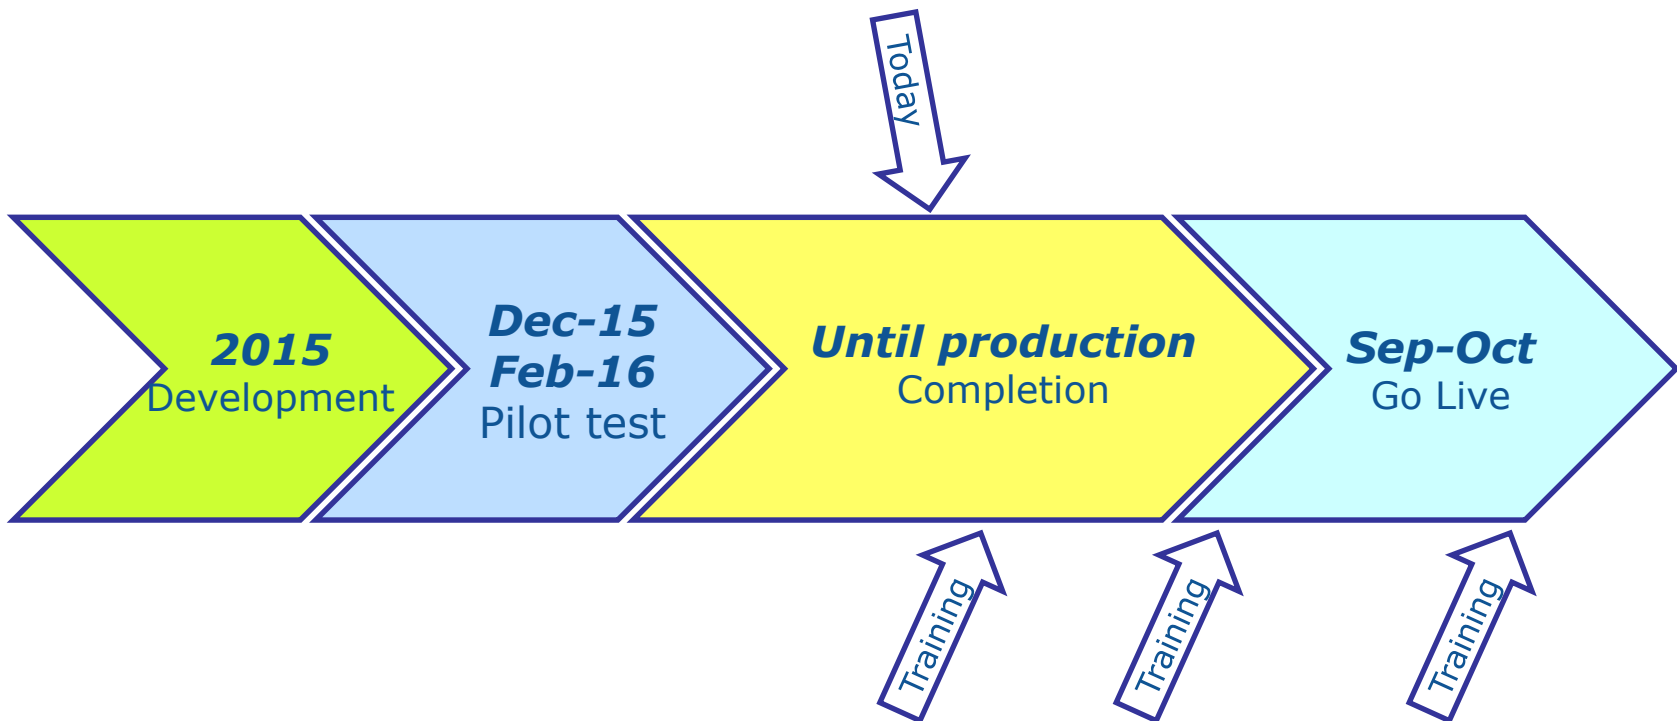 Today
2015
Development
Dec-15
Feb-16
Pilot test
Until production
Completion
Sep-Oct
Go Live
Training
Training
Training